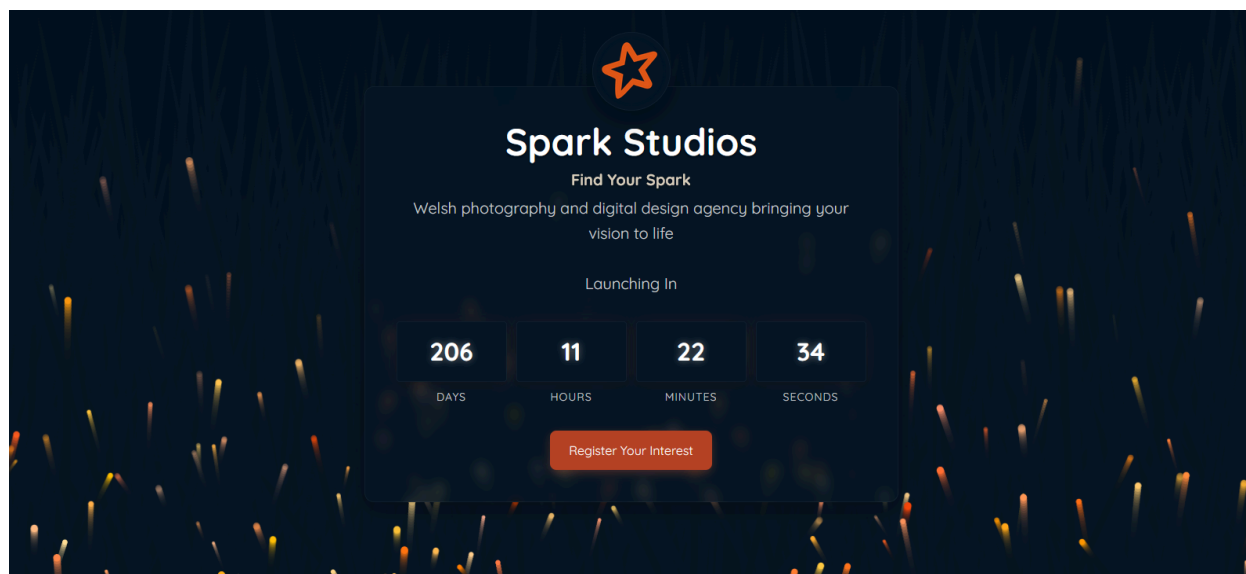 Spark Studios
Find Your Spark
Welsh photography and digital design agency bringing your
vision to life
Launching In
206 11 22 34
DAYS HOURS MINUTES SECONDS
Register Your Interest